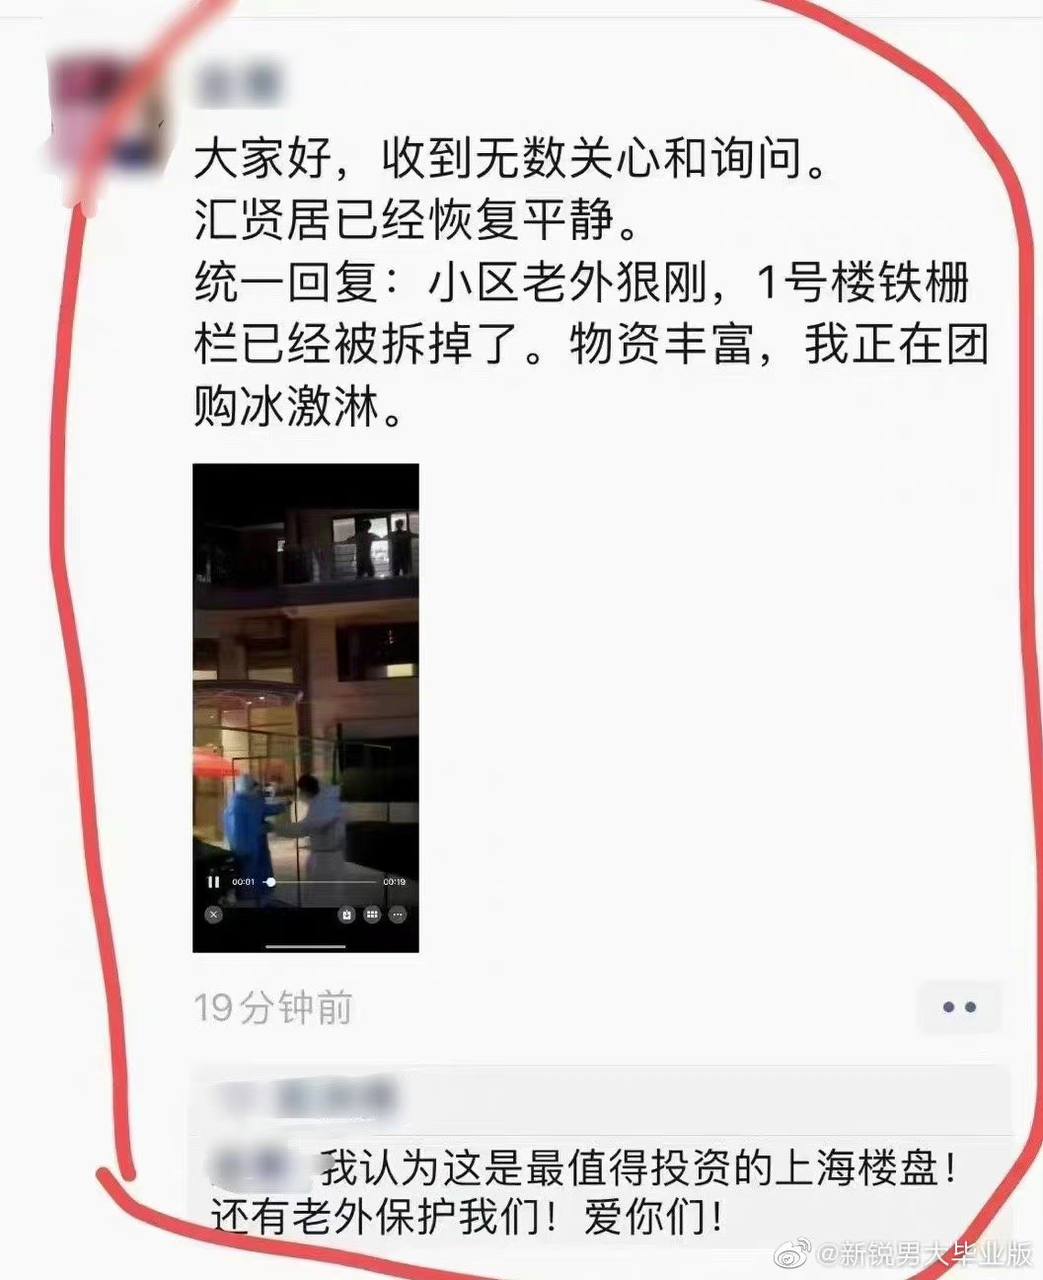 大家好，收到无数关心和询问。
汇贤居已经恢复平静。
统一回复：小区老外狠刚，1号楼铁栅
栏已经被拆掉了。物资丰富，我正在团
购冰激淋。
00:01
00:19
19分钟前
我认为这是最值得投资的上海楼盘！
还有老外保护我们！爱你们！
@新锐男大毕业版